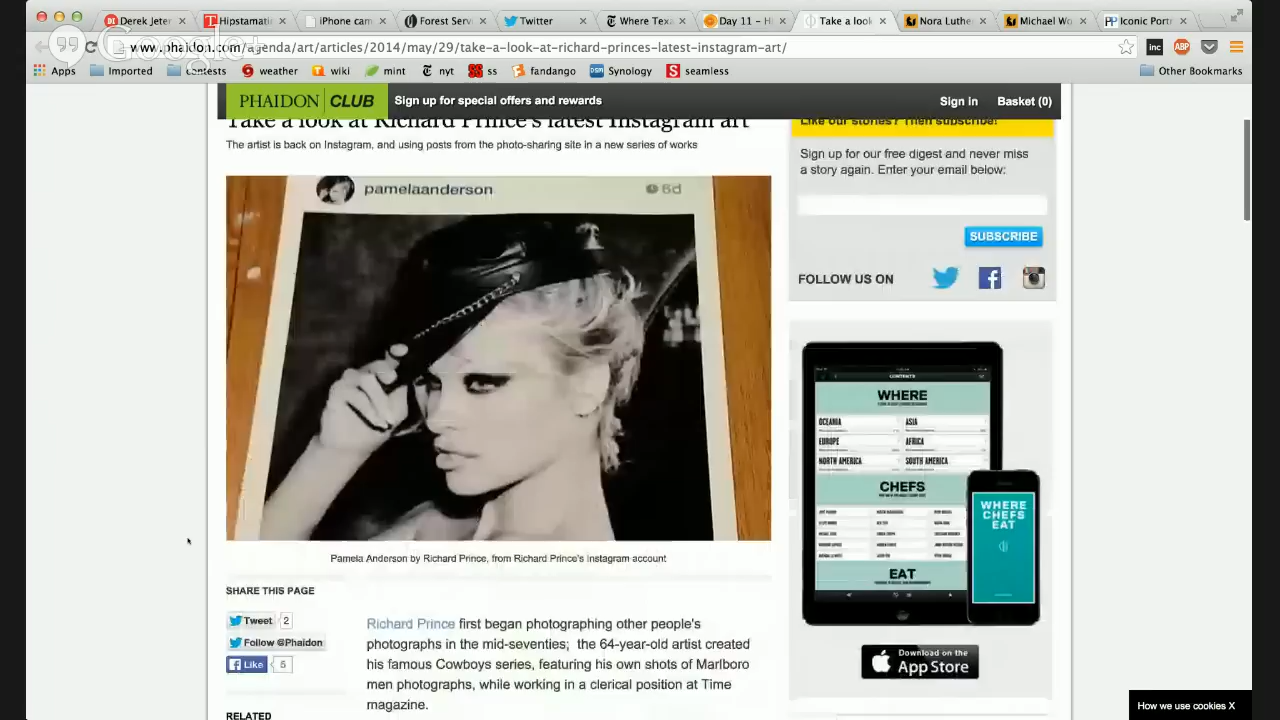 Derek Jeter
Hipstamatic
iPhone cam
Forest Serv
Twitter
Where Texa
Day 11 - H
Take a look
Nora Luther
Michael Wo
Iconic Portr
Google+
www.phaidon.com/agenda/art/articles/2014/may/29/take-a-look-at-richard-princes-latest-instagram-art/
inc
ABP
Apps
Imported
contests
weather
wiki
mint
nyt
ss
fandango
DSM
Synology
seamless
Other Bookmarks
PHAIDON CLUB
Sign up for special offers and rewards
Sign in
Basket (0)
Take a look at Richard Prince's latest Instagram art
The artist is back on Instagram, and using posts from the photo-sharing site in a new series of works
pamelaanderson
6d
Pamela Anderson by Richard Prince, from Richard Prince's Instagram account
SHARE THIS PAGE
Tweet 2
Follow @Phaidon
Like 5
RELATED
Richard Prince first began photographing other people's
photographs in the mid-seventies; the 64-year-old artist created
his famous Cowboys series, featuring his own shots of Marlboro
men photographs, while working in a clerical position at Time
magazine.
Like our stories? Then subscribe!
Sign up for our free digest and never miss
a story again. Enter your email below:
SUBSCRIBE
FOLLOW US ON
CONTENTS
WHERE
OCEANIA
ASIA
EUROPE
AFRICA
NORTH AMERICA
SOUTH AMERICA
CHEFS
EAT
WHERE
CHEFS
EAT
Download on the
App Store
How we use cookies X